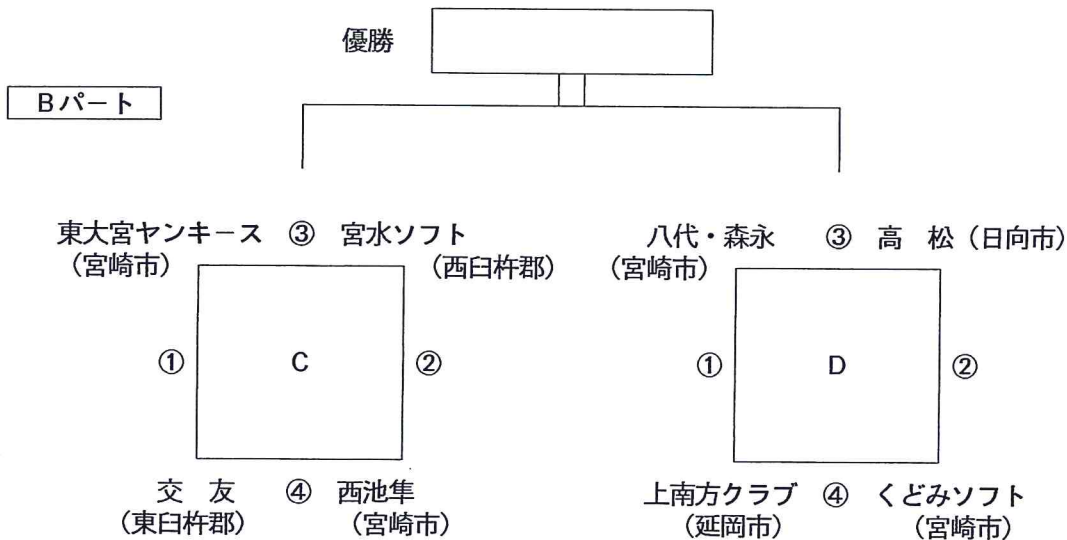 優勝
Bパート
東大宮ヤンキース ③ 宮水ソフト
(宮崎市) (西臼杵郡)
① C ②
交 友 ④ 西池隼
(東臼杵郡) (宮崎市)
八代・森永 ③ 高 松(日向市)
(宮崎市)
① D ②
上南方クラブ ④ くどみソフト
(延岡市) (宮崎市)